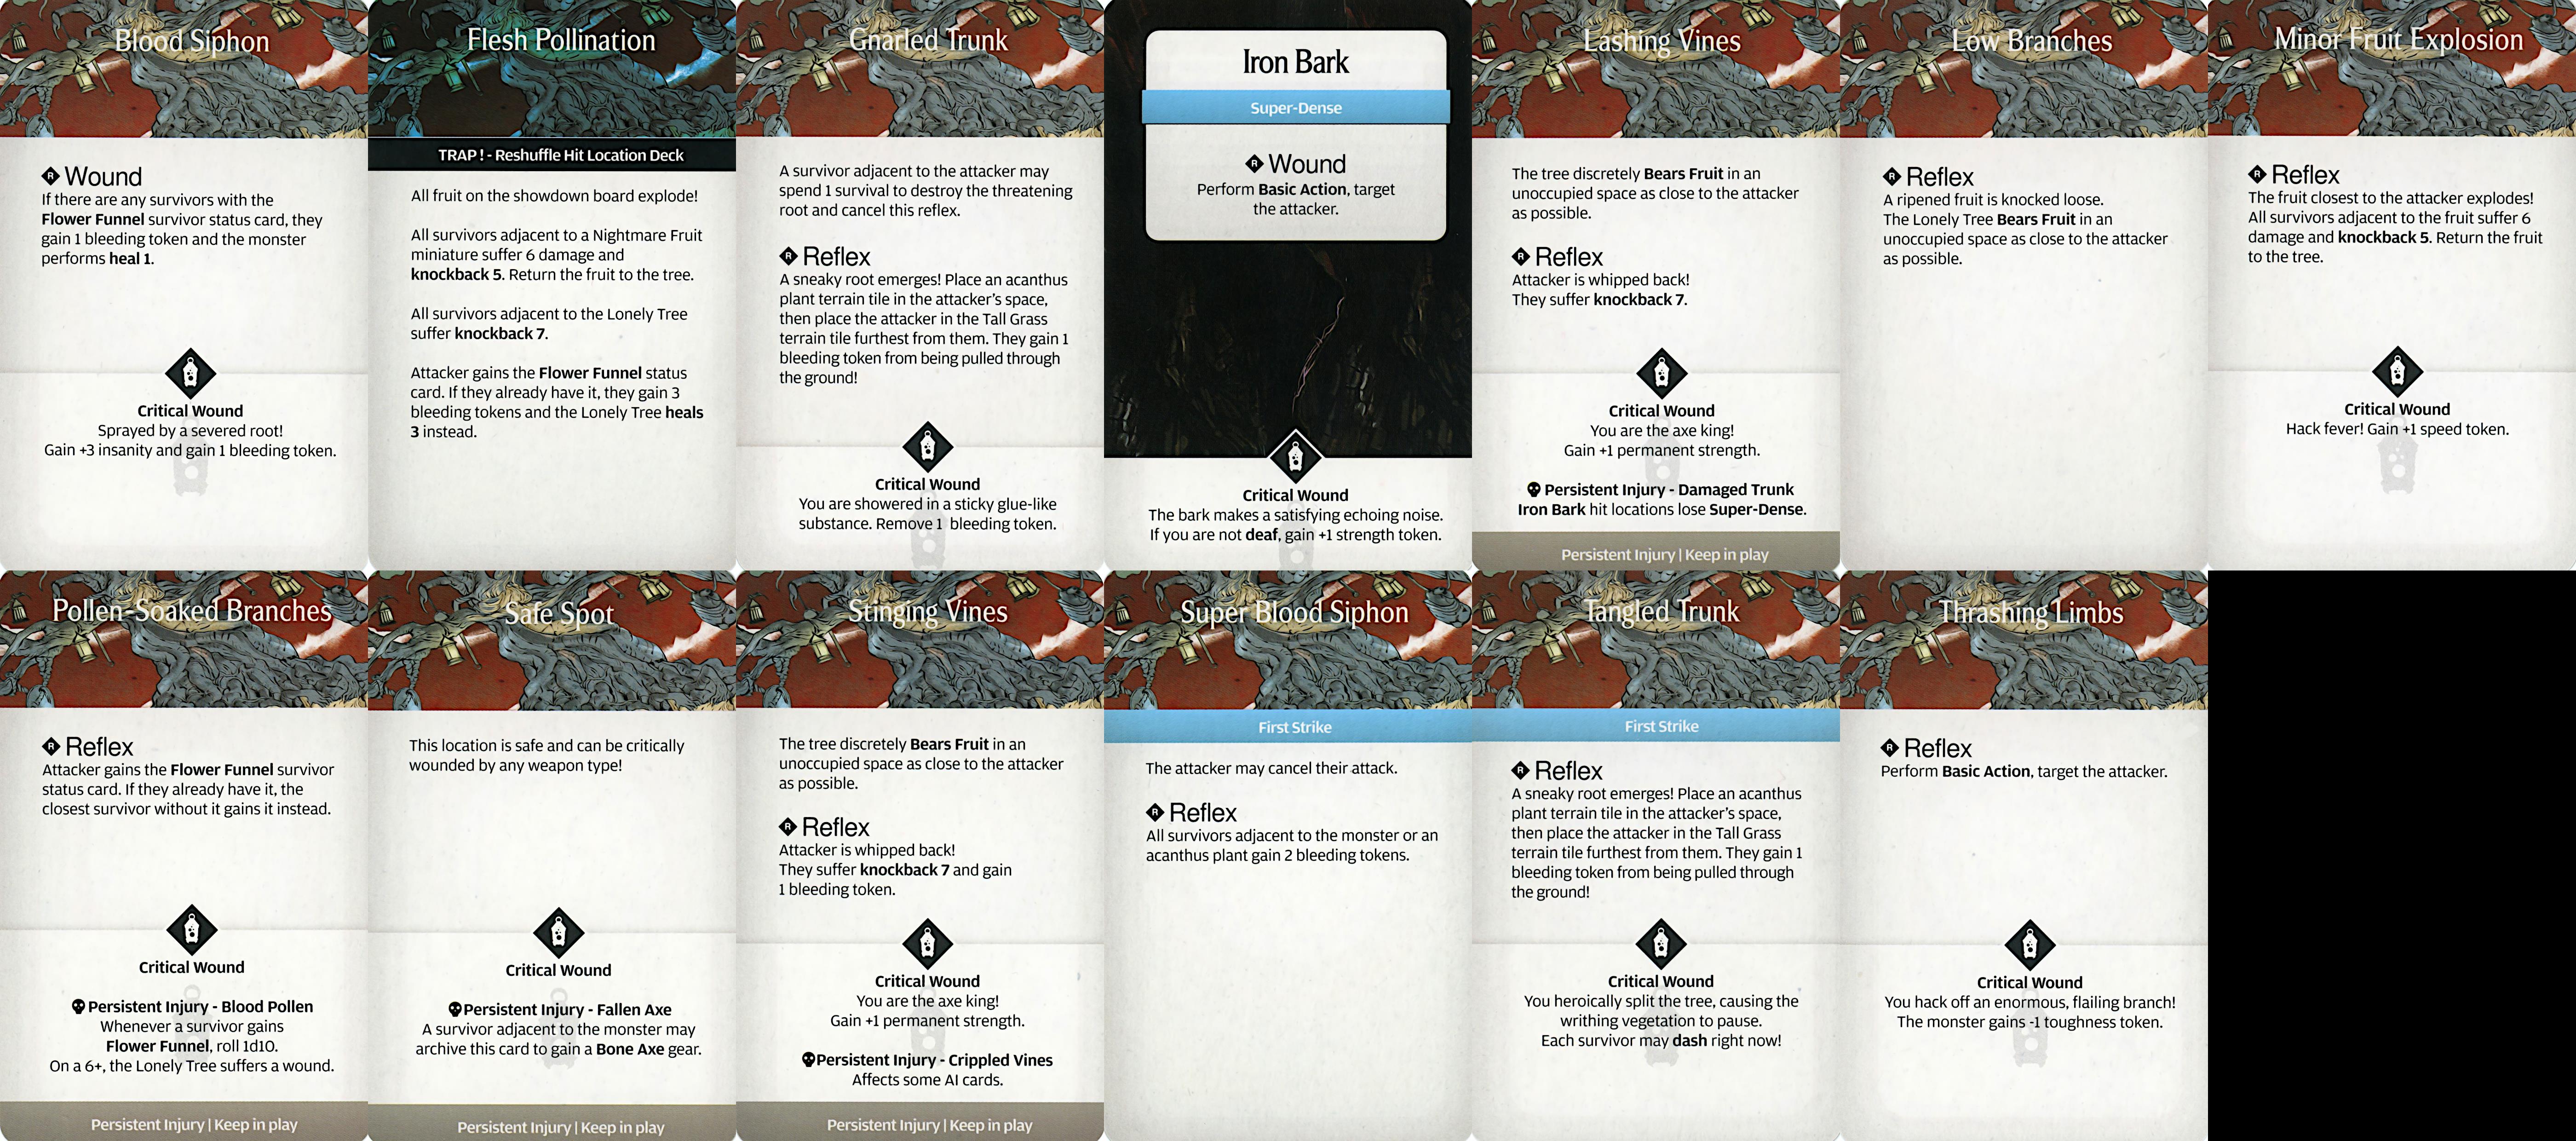 Blood Siphon
R Wound
If there are any survivors with the
Flower Funnel survivor status card, they
gain 1 bleeding token and the monster
performs heal 1.
Critical Wound
Sprayed by a severed root!
Gain +3 insanity and gain 1 bleeding token.
Flesh Pollination
TRAP! - Reshuffle Hit Location Deck
All fruit on the showdown board explode!
All survivors adjacent to a Nightmare Fruit
miniature suffer 6 damage and
knockback 5. Return the fruit to the tree.
All survivors adjacent to the Lonely Tree
suffer knockback 7.
Attacker gains the Flower Funnel status
card. If they already have it, they gain 3
bleeding tokens and the Lonely Tree heals
3 instead.
Gnarled Trunk
A survivor adjacent to the attacker may
spend 1 survival to destroy the threatening
root and cancel this reflex.
R Reflex
A sneaky root emerges! Place an acanthus
plant terrain tile in the attacker's space,
then place the attacker in the Tall Grass
terrain tile furthest from them. They gain 1
bleeding token from being pulled through
the ground!
Critical Wound
You are showered in a sticky glue-like
substance. Remove 1 bleeding token.
Iron Bark
Super-Dense
R Wound
Perform Basic Action, target
the attacker.
Critical Wound
The bark makes a satisfying echoing noise.
If you are not deaf, gain +1 strength token.
Lashing Vines
The tree discretely Bears Fruit in an
unoccupied space as close to the attacker
as possible.
R Reflex
Attacker is whipped back!
They suffer knockback 7.
Critical Wound
You are the axe king!
Gain +1 permanent strength.
Persistent Injury - Damaged Trunk
Iron Bark hit locations lose Super-Dense.
Persistent Injury | Keep in play
Low Branches
R Reflex
A ripened fruit is knocked loose.
The Lonely Tree Bears Fruit in an
unoccupied space as close to the attacker
as possible.
Minor Fruit Explosion
R Reflex
The fruit closest to the attacker explodes!
All survivors adjacent to the fruit suffer 6
damage and knockback 5. Return the fruit
to the tree.
Critical Wound
Hack fever! Gain +1 speed token.
Pollen-Soaked Branches
R Reflex
Attacker gains the Flower Funnel survivor
status card. If they already have it, the
closest survivor without it gains it instead.
Critical Wound
Persistent Injury - Blood Pollen
Whenever a survivor gains
Flower Funnel, roll 1d10.
On a 6+, the Lonely Tree suffers a wound.
Persistent Injury | Keep in play
Safe Spot
This location is safe and can be critically
wounded by any weapon type!
Critical Wound
Persistent Injury - Fallen Axe
A survivor adjacent to the monster may
archive this card to gain a Bone Axe gear.
Persistent Injury | Keep in play
Stinging Vines
The tree discretely Bears Fruit in an
unoccupied space as close to the attacker
as possible.
R Reflex
Attacker is whipped back!
They suffer knockback 7 and gain
1 bleeding token.
Critical Wound
You are the axe king!
Gain +1 permanent strength.
Persistent Injury - Crippled Vines
Affects some AI cards.
Persistent Injury | Keep in play
Super Blood Siphon
First Strike
The attacker may cancel their attack.
R Reflex
All survivors adjacent to the monster or an
acanthus plant gain 2 bleeding tokens.
Tangled Trunk
First Strike
R Reflex
A sneaky root emerges! Place an acanthus
plant terrain tile in the attacker's space,
then place the attacker in the Tall Grass
terrain tile furthest from them. They gain 1
bleeding token from being pulled through
the ground!
Critical Wound
You heroically split the tree, causing the
writhing vegetation to pause.
Each survivor may dash right now!
Thrashing Limbs
R Reflex
Perform Basic Action, target the attacker.
Critical Wound
You hack off an enormous, flailing branch!
The monster gains -1 toughness token.